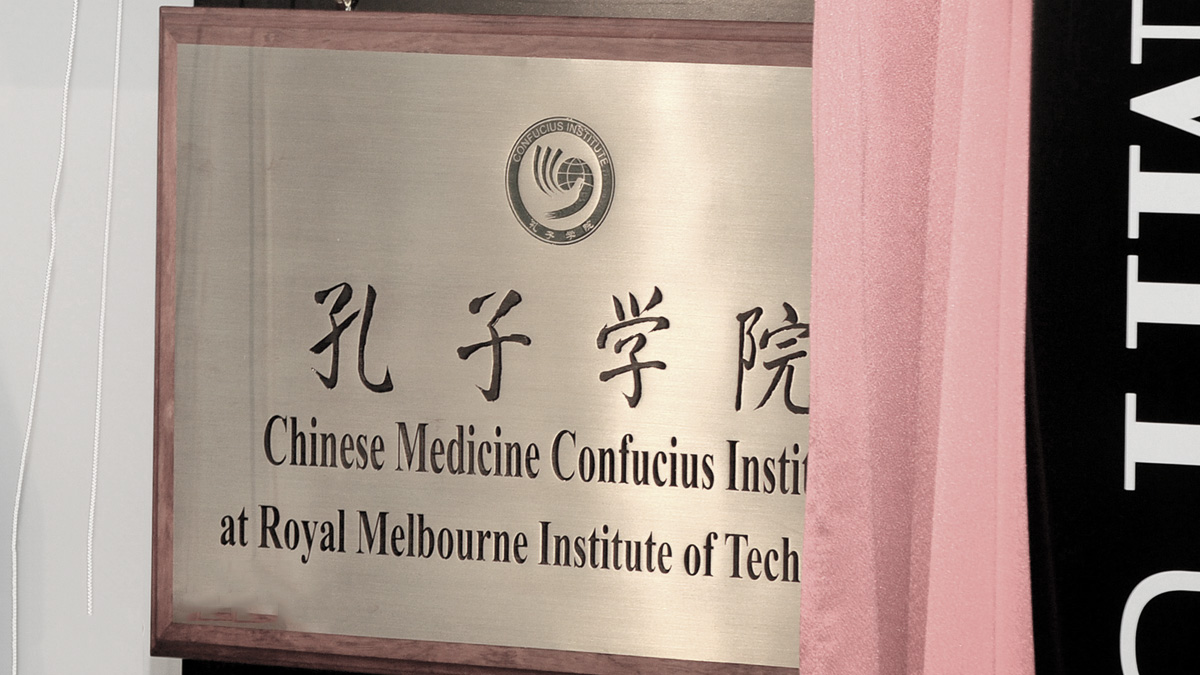 CONFUCIUS INSTITUTE
孔子学院
孔子学院
Chinese Medicine Confucius Instit
at Royal Melbourne Institute of Tech